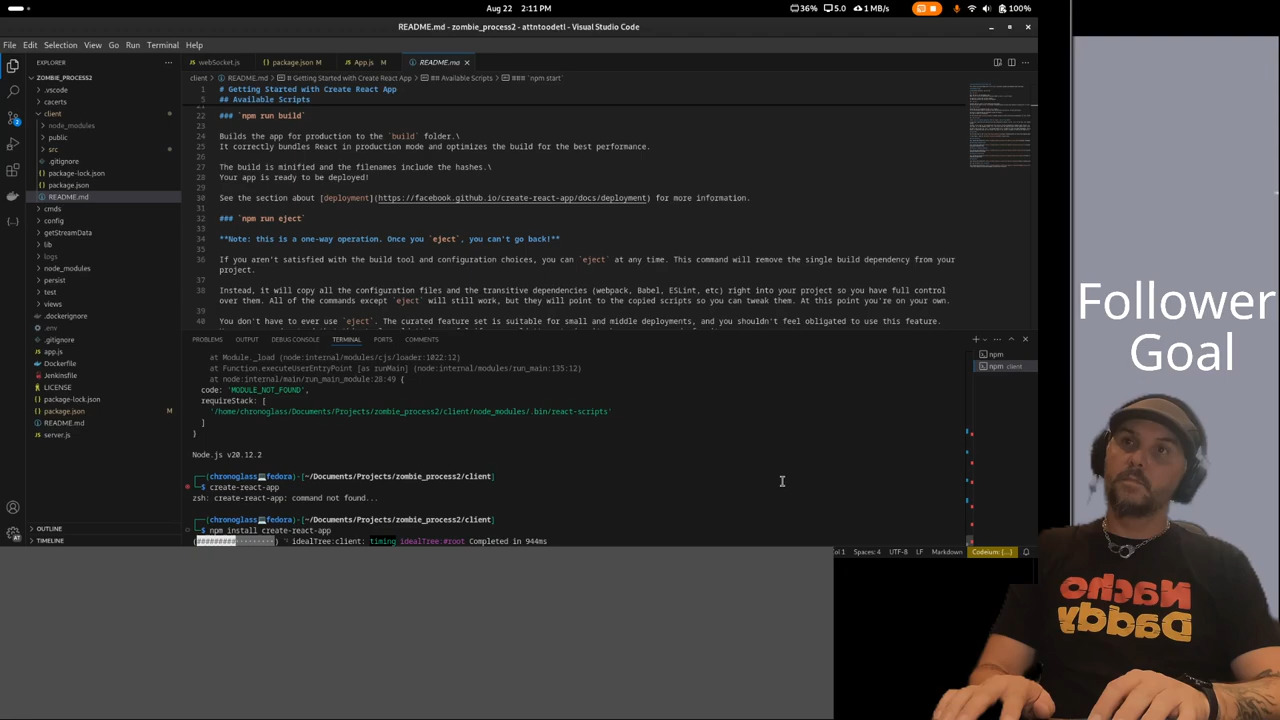 Aug 22 2:11 PM
36% 5.0 1 MB/s 100%
README.md - zombie_process2 - attntoodetl - Visual Studio Code
File Edit Selection View Go Run Terminal Help
EXPLORER
webSocket.js package.json M App.js M README.md
client > README.md > # Getting Started with Create React App > ## Available Scripts > ### `npm start`
ZOMBIE_PROCESS2
.vscode
cacerts
client
node_modules
public
src
.gitignore
package-lock.json
package.json
README.md
cmds
config
getStreamData
lib
logs
node_modules
persist
test
views
.dockerignore
.env
.gitignore
app.js
Dockerfile
Jenkinsfile
LICENSE
package-lock.json
package.json M
README.md
server.js
OUTLINE
TIMELINE
1 # Getting Started with Create React App
5 ## Available Scripts
22 ### `npm run build`
23
24 Builds the app for production to the `build` folder.\
25 It correctly bundles React in production mode and optimizes the build for the best performance.
26
27 The build is minified and the filenames include the hashes.\
28 Your app is ready to be deployed!
29
30 See the section about [deployment](https://facebook.github.io/create-react-app/docs/deployment) for more information.
31
32 ### `npm run eject`
33
34 **Note: this is a one-way operation. Once you `eject`, you can't go back!**
35
36 If you aren't satisfied with the build tool and configuration choices, you can `eject` at any time. This command will remove the single build dependency from your
project.
37
38 Instead, it will copy all the configuration files and the transitive dependencies (webpack, Babel, ESLint, etc) right into your project so you have full control
over them. All of the commands except `eject` will still work, but they will point to the copied scripts so you can tweak them. At this point you're on your own.
39
40 You don't have to ever use `eject`. The curated feature set is suitable for small and middle deployments, and you shouldn't feel obligated to use this feature.
PROBLEMS OUTPUT DEBUG CONSOLE TERMINAL PORTS COMMENTS
npm
npm client
at Module._load (node:internal/modules/cjs/loader:1022:12)
at Function.executeUserEntryPoint [as runMain] (node:internal/modules/run_main:135:12)
at node:internal/main/run_main_module:28:49 {
code: 'MODULE_NOT_FOUND',
requireStack: [
'/home/chronoglass/Documents/Projects/zombie_process2/client/node_modules/.bin/react-scripts'
]
}
Node.js v20.12.2
(chronoglass💻fedora)-[~/Documents/Projects/zombie_process2/client]
$ create-react-app
zsh: create-react-app: command not found...
(chronoglass💻fedora)-[~/Documents/Projects/zombie_process2/client]
$ npm install create-react-app
(#########⋅⋅⋅⋅⋅⋅⋅⋅⋅) idealTree:client: timing idealTree:#root Completed in 944ms
ol 1 Spaces: 4 UTF-8 LF Markdown Codeium: {...}
Follower
Goal
Nacho
Daddy